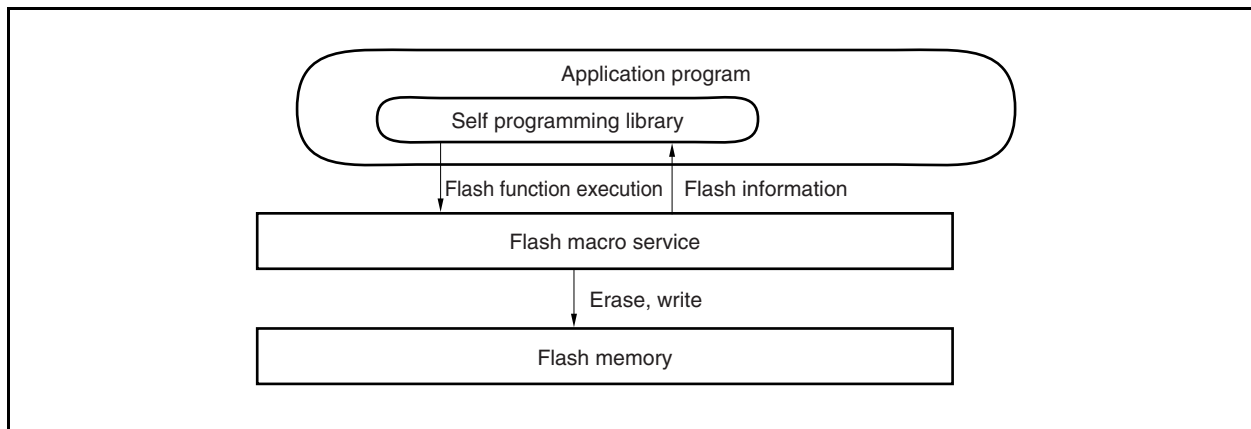 Application program
Self programming library
Flash function execution
Flash information
Flash macro service
Erase, write
Flash memory